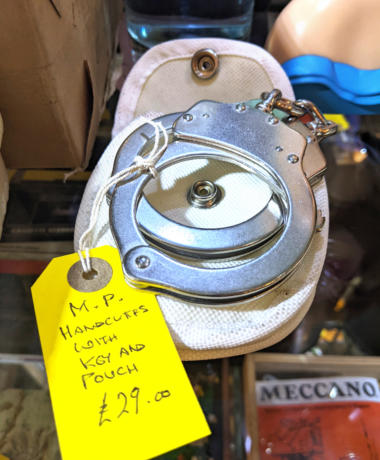 M.P.
HANDCUFFS
WITH
KEY AND
POUCH
£29.00
MECCANO